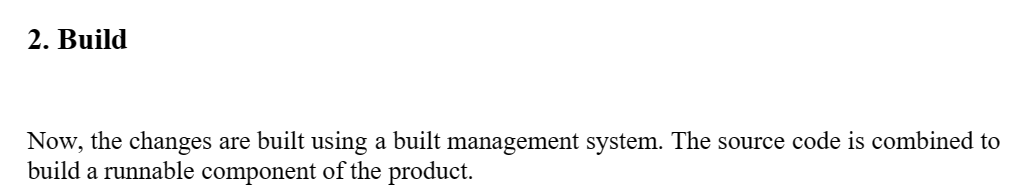 2. Build
Now, the changes are built using a built management system. The source code is combined to
build a runnable component of the product.